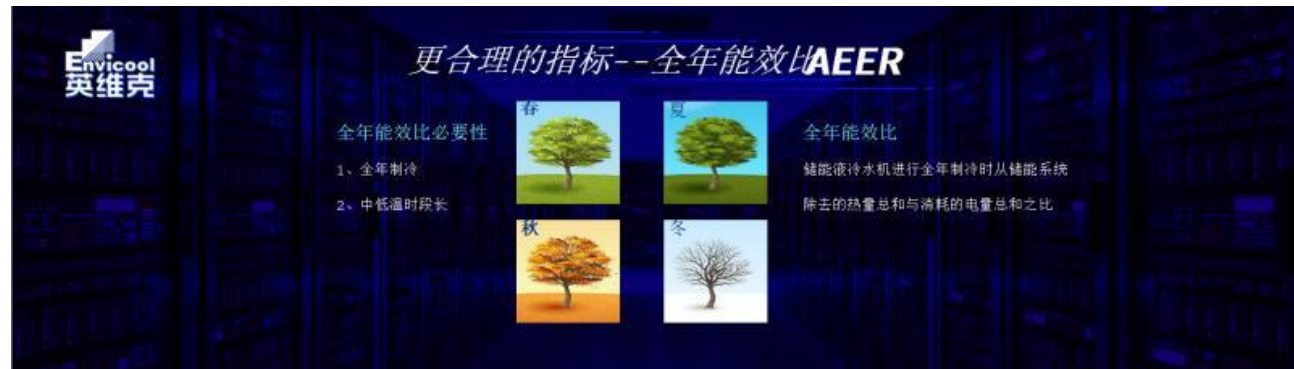 Envicool
英维克
更合理的指标--全年能效比AEER
全年能效比必要性
1、全年制冷
2、中低温时段长
春
夏
秋
冬
全年能效比
储能液冷水机进行全年制冷时从储能系统
除去的热量总和与消耗的电量总和之比